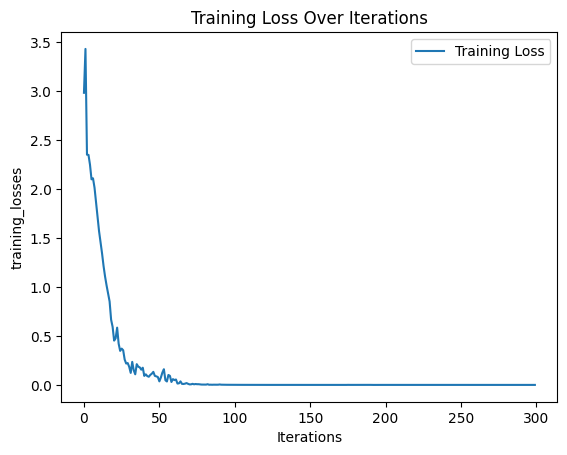 Training Loss Over Iterations
Training Loss
training_losses
3.5
3.0
2.5
2.0
1.5
1.0
0.5
0.0
0 50 100 150 200 250 300
Iterations